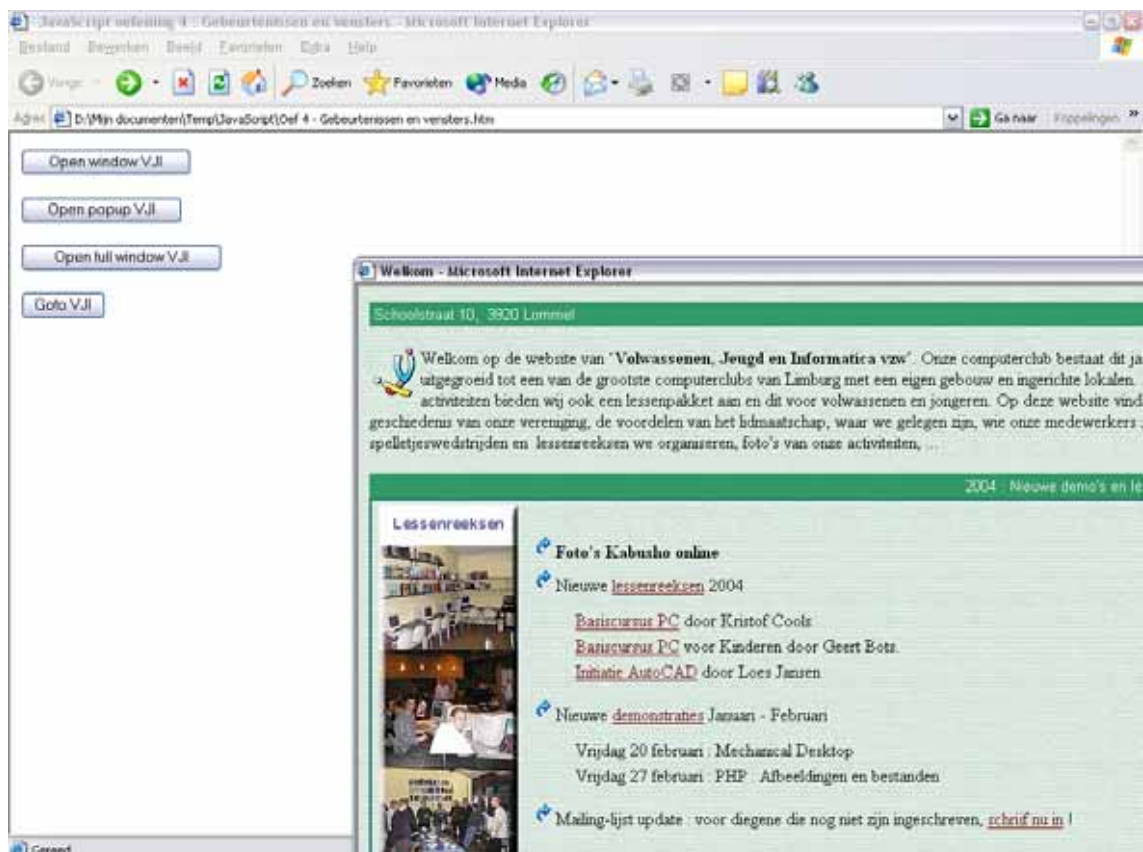 JavaScript oefening 4 : Gebeurtenissen en vensters - Microsoft Internet Explorer
Bestand Bewerken Beeld Favorieten Extra Help
Vorige Zoeken Favorieten Media
Adres D:\Mijn documenten\Temp\JavaScript\Oef 4 - Gebeurtenissen en vensters.htm Ga naar Koppelingen »
Open window VJI
Open popup VJI
Open full window VJI
Goto VJI
Welkom - Microsoft Internet Explorer
Schoolstraat 10, 3920 Lommel
Welkom op de website van "Volwassenen, Jeugd en Informatica vzw". Onze computerclub bestaat dit ja
uitgegroeid tot een van de grootste computerclubs van Limburg met een eigen gebouw en ingerichte lokalen.
activiteiten bieden wij ook een lessenpakket aan en dit voor volwassenen en jongeren. Op deze website vind
geschiedenis van onze vereniging, de voordelen van het lidmaatschap, waar we gelegen zijn, wie onze medewerkers
spelletjeswedstrijden en lessenreeksen we organiseren, foto's van onze activiteiten, ...
2004 : Nieuwe demo's en le
Lessenreeksen
Foto's Kabusho online
Nieuwe lessenreeksen 2004
Basiscursus PC door Kristof Cools
Basiscursus PC voor Kinderen door Geert Bots.
Initiatie AutoCAD door Loes Jansen
Nieuwe demonstraties Januari - Februari
Vrijdag 20 februari : Mechanical Desktop
Vrijdag 27 februari : PHP : Afbeeldingen en bestanden
Mailing-lijst update : voor diegene die nog niet zijn ingeschreven, schrijf nu in !
Gereed